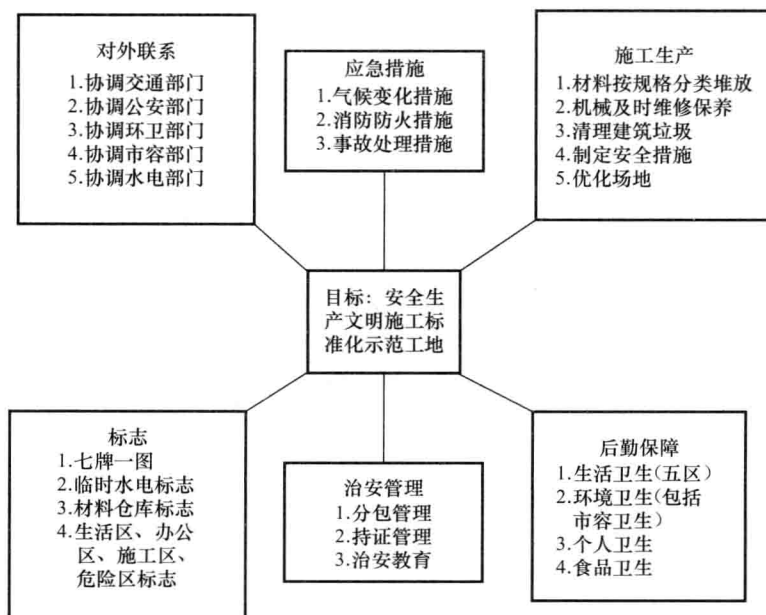 对外联系
1.协调交通部门
2.协调公安部门
3.协调环卫部门
4.协调市容部门
5.协调水电部门
应急措施
1.气候变化措施
2.消防防火措施
3.事故处理措施
施工生产
1.材料按规格分类堆放
2.机械及时维修保养
3.清理建筑垃圾
4.制定安全措施
5.优化场地
目标：安全生
产文明施工标
准化示范工地
标志
1.七牌一图
2.临时水电标志
3.材料仓库标志
4.生活区、办公
区、施工区、
危险区标志
治安管理
1.分包管理
2.持证管理
3.治安教育
后勤保障
1.生活卫生(五区)
2.环境卫生(包括
市容卫生)
3.个人卫生
4.食品卫生